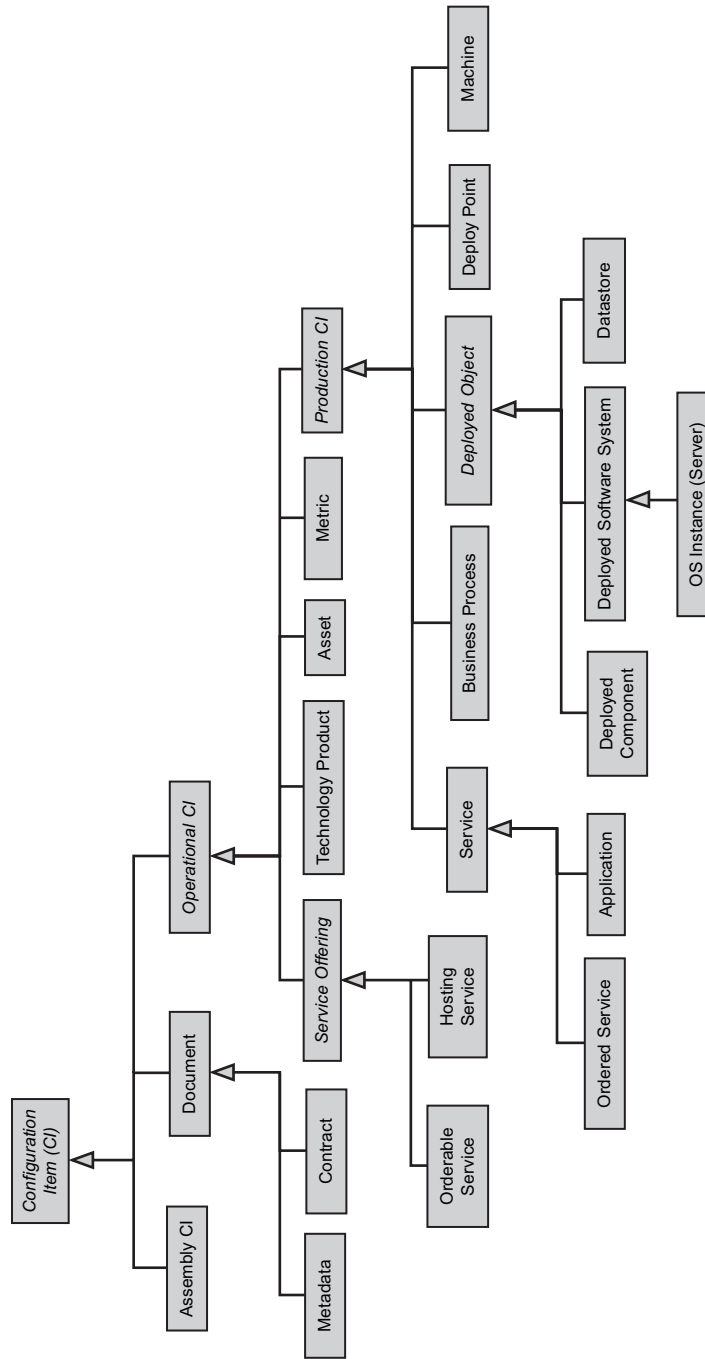 Configuration
Item (CI)
Assembly CI
Document
Operational CI
Metadata
Contract
Service Offering
Technology Product
Asset
Metric
Production CI
Orderable
Service
Hosting
Service
Service
Business Process
Deployed Object
Deploy Point
Machine
Ordered Service
Application
Deployed
Component
Deployed Software System
Datastore
OS Instance (Server)